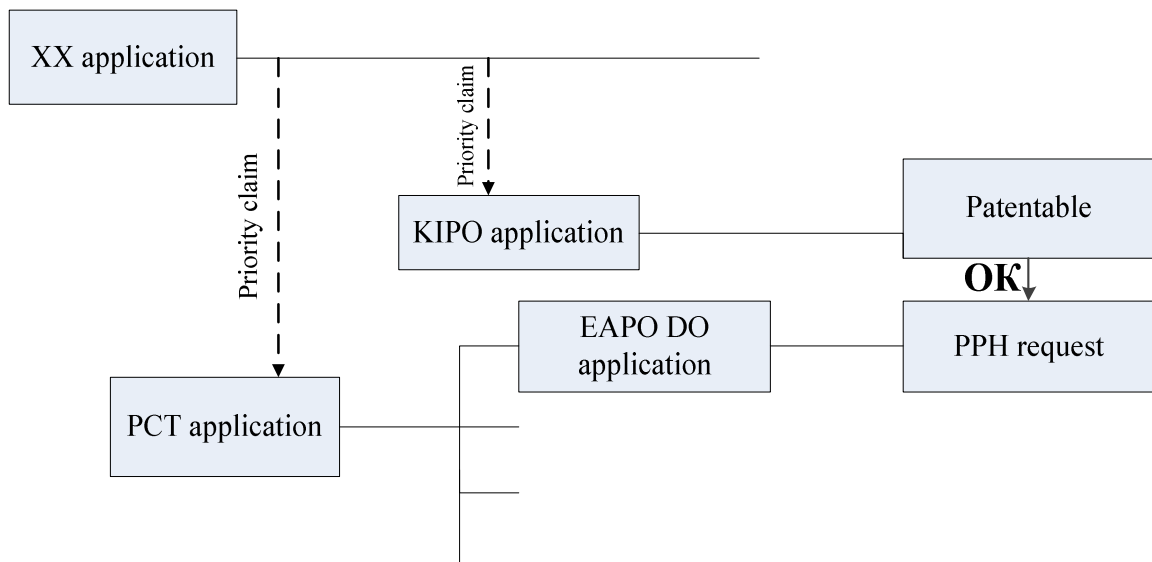 XX application
Priority claim
Priority claim
KIPO application
Patentable
OK
EAPO DO
application
PPH request
PCT application